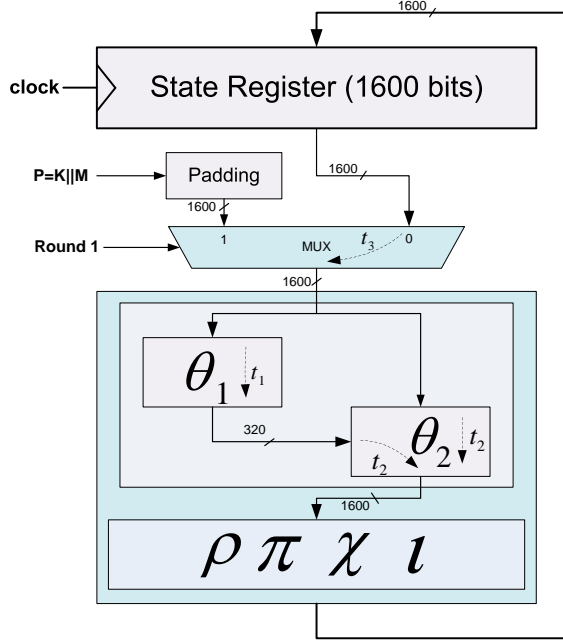 1600
clock
State Register (1600 bits)
P=K||M
Padding
1600
1600
Round 1
1
MUX
t3
0
1600
θ1
t1
320
θ2
t2
t2
1600
ρ π χ ι